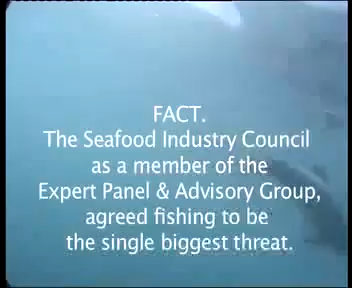 FACT.
The Seafood Industry Council
as a member of the
Expert Panel & Advisory Group,
agreed fishing to be
the single biggest threat.